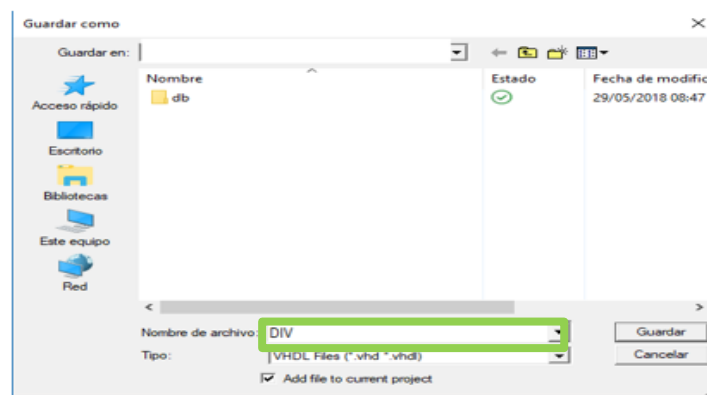 Guardar como
Guardar en:
Nombre Estado Fecha de modific
db 29/05/2018 08:47
Acceso rápido
Escritorio
Bibliotecas
Este equipo
Red
Nombre de archivo: DIV Guardar
Tipo: VHDL Files (*.vhd *.vhdl) Cancelar
Add file to current project